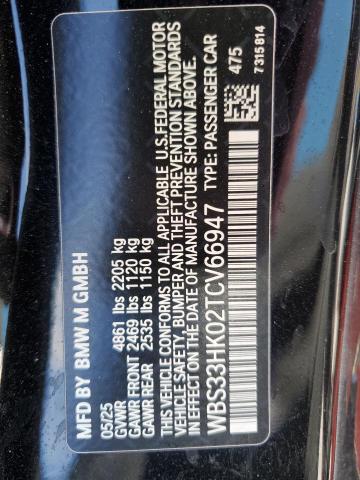 MFD BY BMW M GMBH
05/25
GVWR 4861 lbs 2205 kg
GAWR FRONT 2469 lbs 1120 kg
GAWR REAR 2535 lbs 1150 kg
THIS VEHICLE CONFORMS TO ALL APPLICABLE U.S.FEDERAL MOTOR
VEHICLE SAFETY, BUMPER AND THEFT PREVENTION STANDARDS
IN EFFECT ON THE DATE OF MANUFACTURE SHOWN ABOVE.
WBS33HK02TCV66947 TYPE: PASSENGER CAR
475
7315814